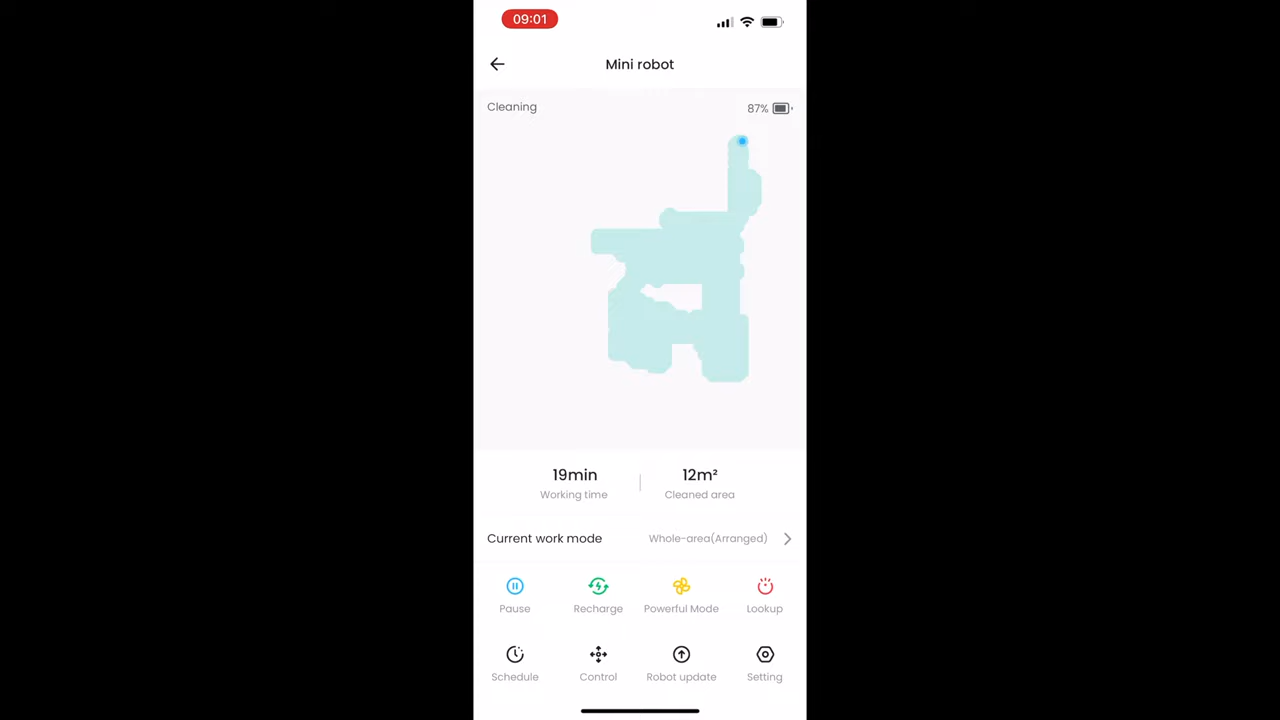 09:01
Mini robot
Cleaning
87%
19min
12m²
Working time
Cleaned area
Current work mode
Whole-area(Arranged)
Pause
Recharge
Powerful Mode
Lookup
Schedule
Control
Robot update
Setting